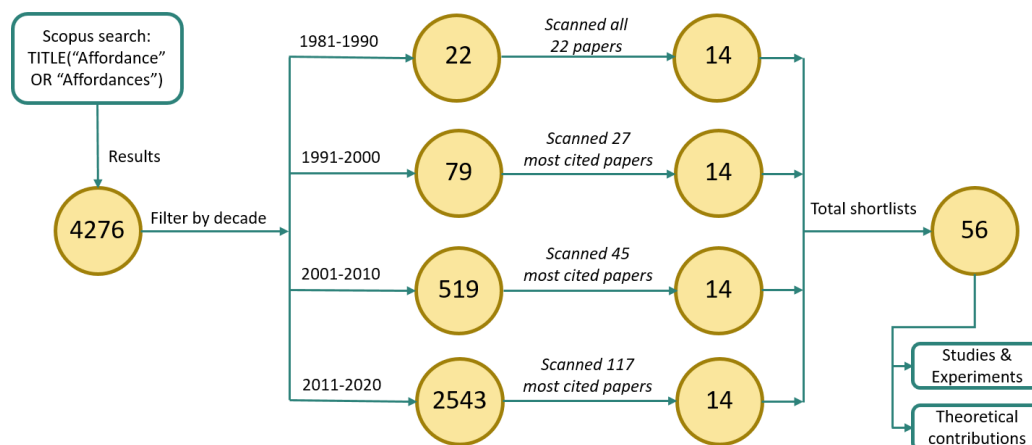 Scopus search:
TITLE("Affordance"
OR "Affordances")
Results
4276
Filter by decade
1981-1990
22
Scanned all
22 papers
14
1991-2000
79
Scanned 27
most cited papers
14
2001-2010
519
Scanned 45
most cited papers
14
2011-2020
2543
Scanned 117
most cited papers
14
Total shortlists
56
Studies &
Experiments
Theoretical
contributions